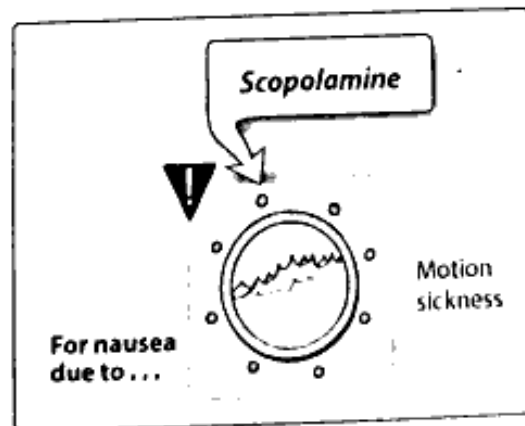 Scopolamine
!
Motion
sickness
For nausea
due to . . .